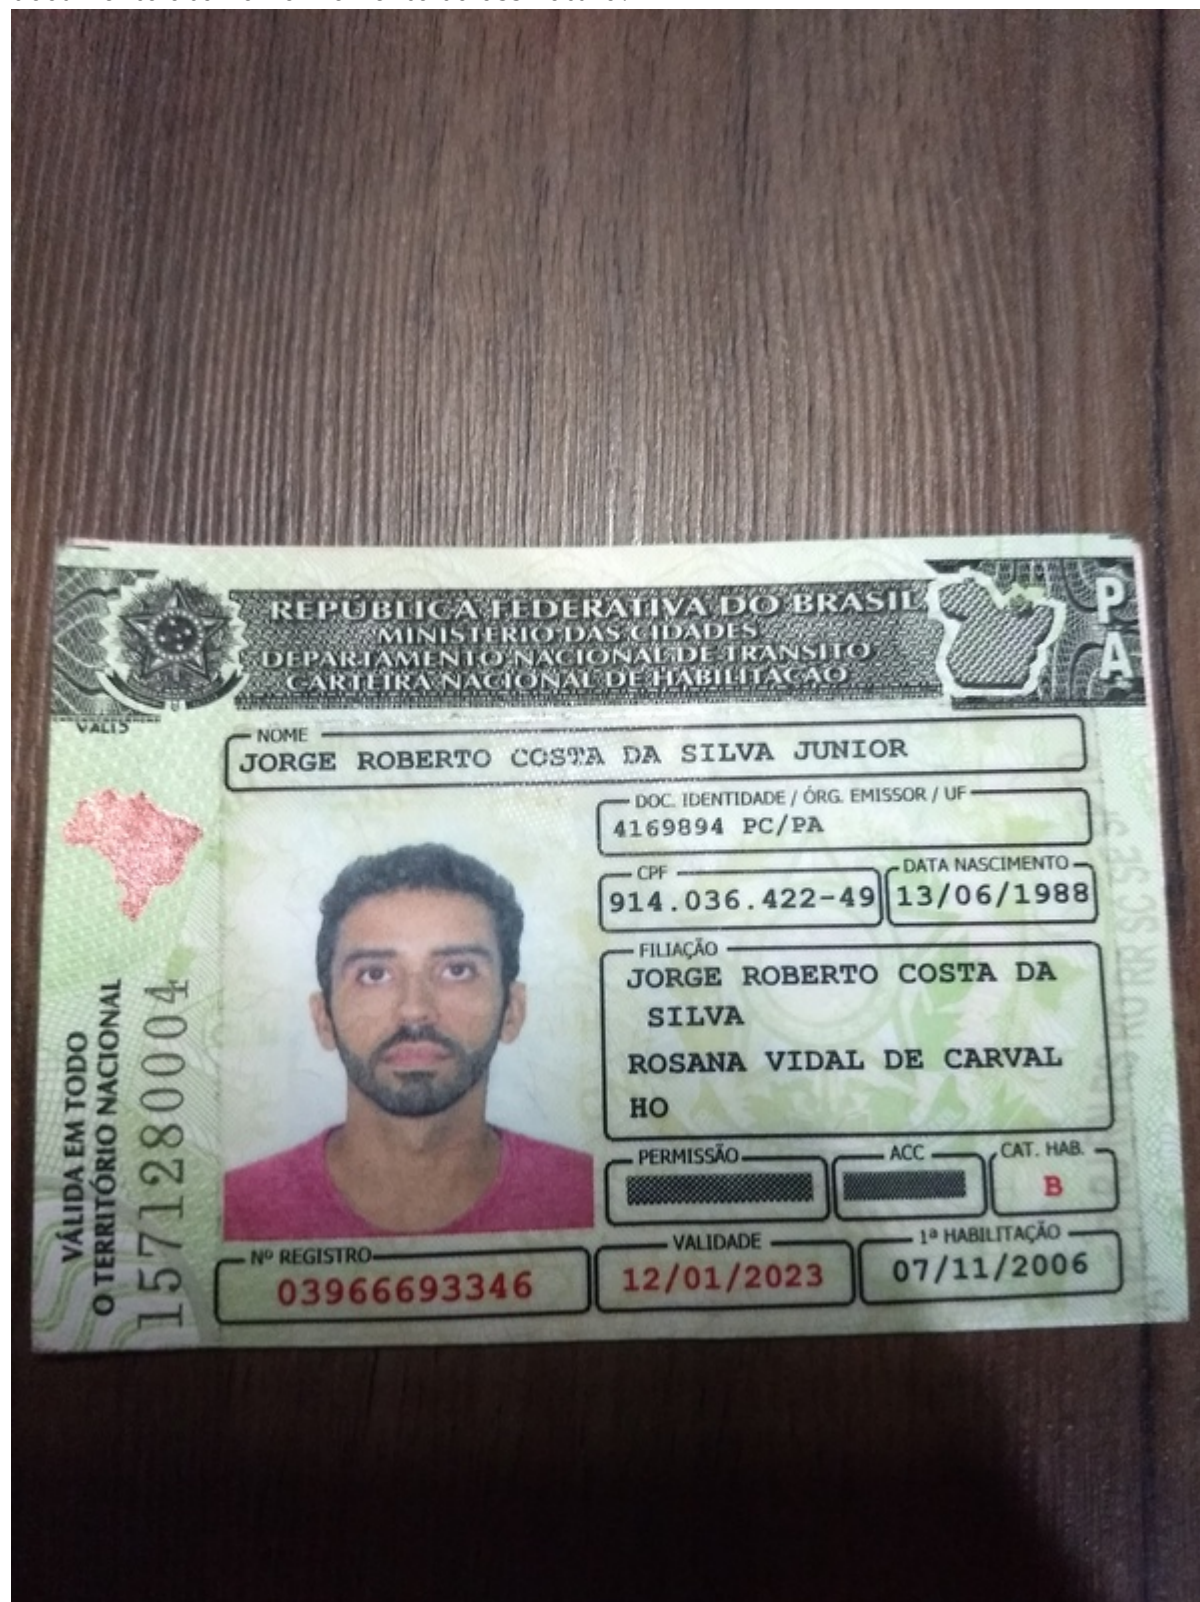 REPÚBLICA FEDERATIVA DO BRASIL
MINISTÉRIO DAS CIDADES
DEPARTAMENTO NACIONAL DE TRÂNSITO
CARTEIRA NACIONAL DE HABILITAÇÃO
PA
NOME
JORGE ROBERTO COSTA DA SILVA JUNIOR
DOC. IDENTIDADE / ÓRG. EMISSOR / UF
4169894 PC/PA
CPF
914.036.422-49
DATA NASCIMENTO
13/06/1988
FILIAÇÃO
JORGE ROBERTO COSTA DA
SILVA
ROSANA VIDAL DE CARVAL
HO
PERMISSÃO
ACC
CAT. HAB.
B
Nº REGISTRO
03966693346
VALIDADE
12/01/2023
1ª HABILITAÇÃO
07/11/2006
VÁLIDA EM TODO
O TERRITÓRIO NACIONAL
1571280004